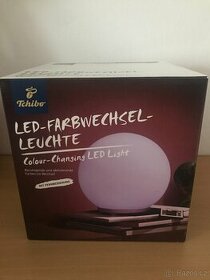 Tchibo
LED-FARBWECHSEL-
LEUCHTE
Colour-Changing LED Light
MIT FERNBEDIENUNG